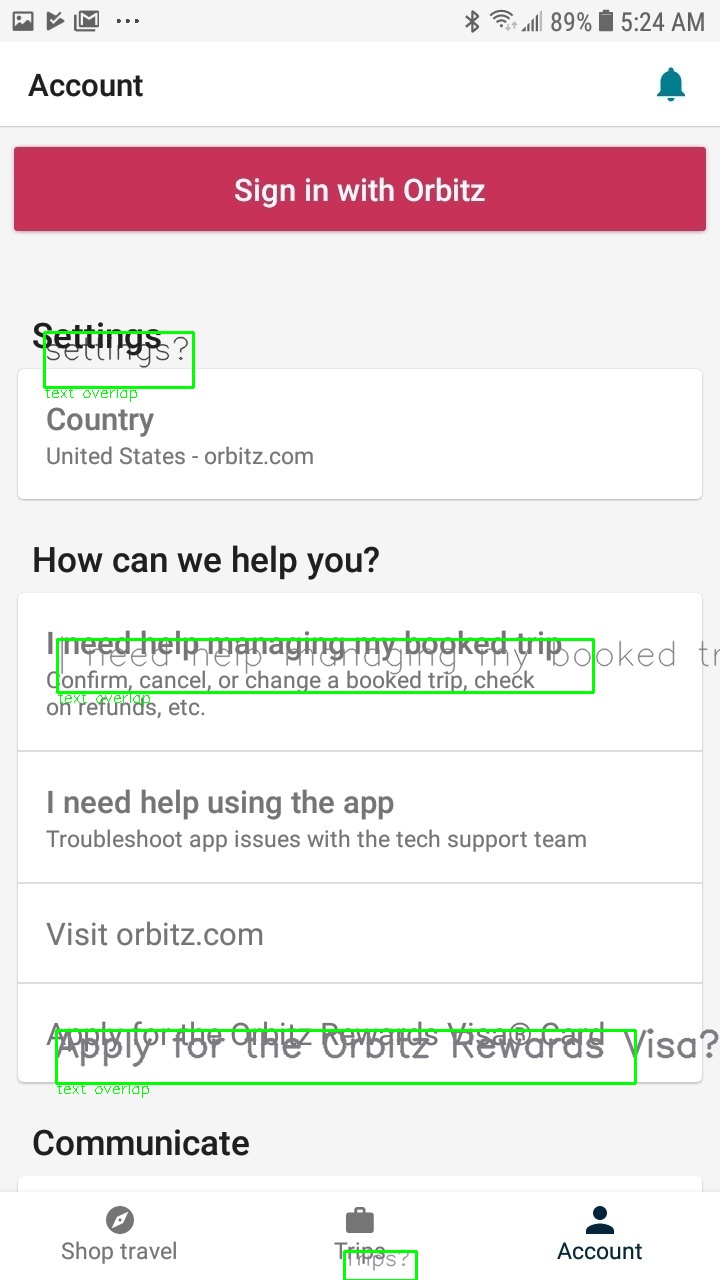 89% 5:24 AM
Account
Sign in with Orbitz
Settings
settings?
text overlap
Country
United States - orbitz.com
How can we help you?
I need help managing my booked trip
I need help managing my booked tr
Confirm, cancel, or change a booked trip, check
text overlap
on refunds, etc.
I need help using the app
Troubleshoot app issues with the tech support team
Visit orbitz.com
Apply for the Orbitz Rewards Visa® Card
Apply for the Orbitz Rewards Visa?
text overlap
Communicate
Shop travel
Trips
Trips?
Account